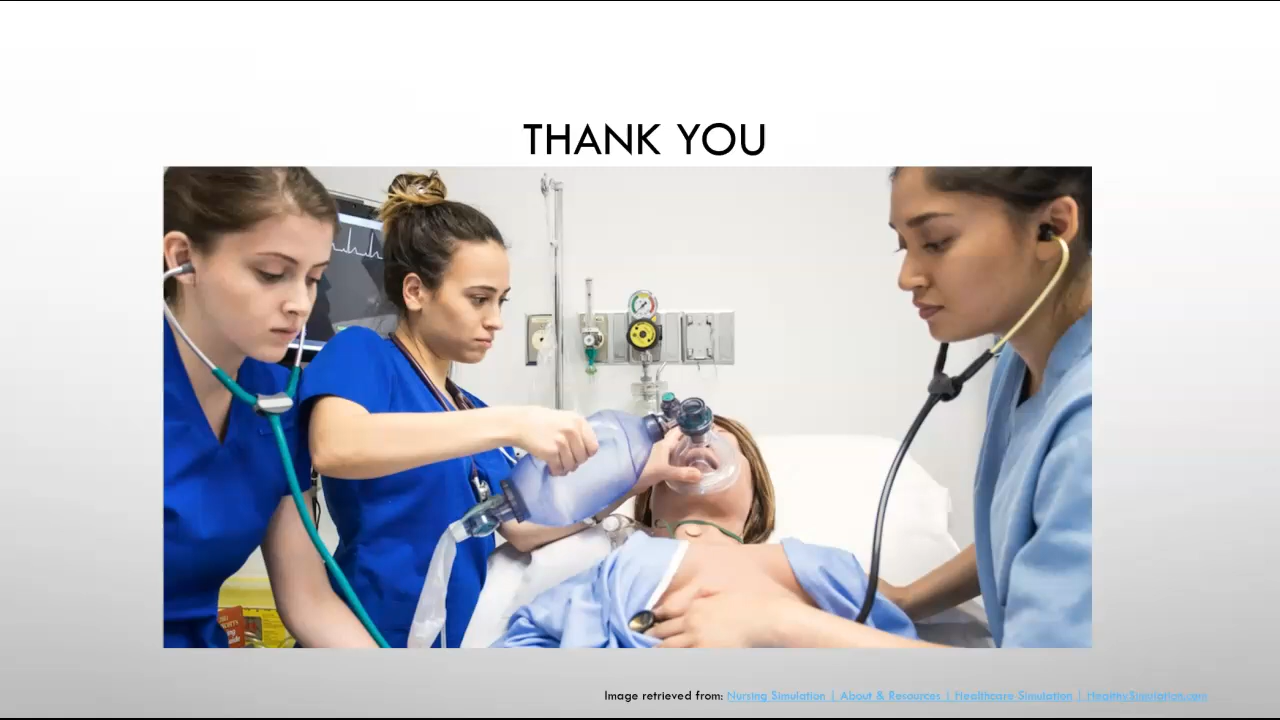 THANK YOU
Image retrieved from: Nursing Simulation | About & Resources | Healthcare Simulation | HealthySimulation.com